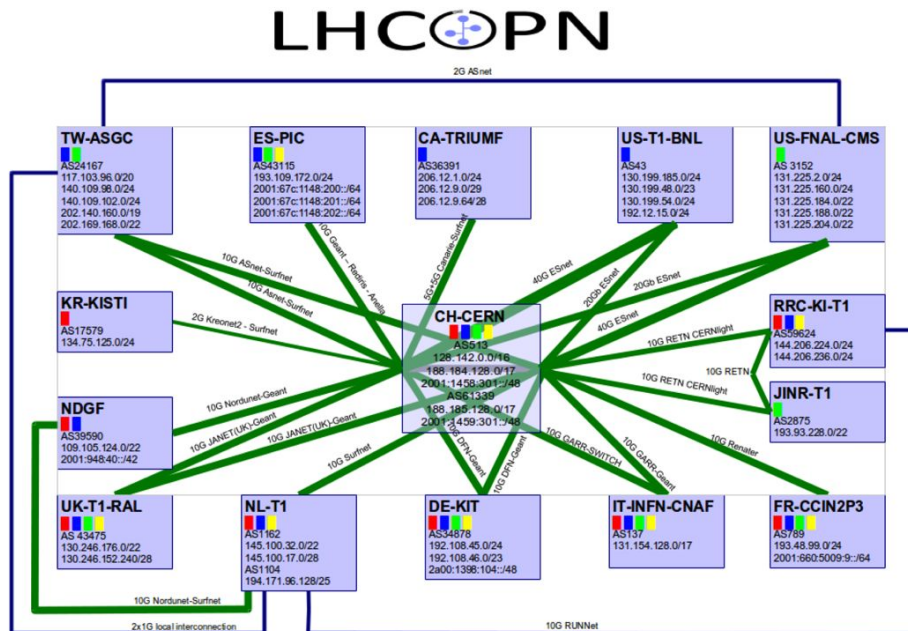 LHCOPN
2G ASnet
TW-ASGC
AS24167
117.103.96.0/20
140.109.98.0/24
140.109.102.0/24
202.140.160.0/19
202.169.168.0/22
ES-PIC
AS43115
193.109.172.0/24
2001:67c:1148:200::/64
2001:67c:1148:201::/64
2001:67c:1148:202::/64
CA-TRIUMF
AS36391
206.12.1.0/24
206.12.9.0/29
206.12.9.64/28
US-T1-BNL
AS43
130.199.185.0/24
130.199.48.0/23
130.199.54.0/24
192.12.15.0/24
US-FNAL-CMS
AS 3152
131.225.2.0/24
131.225.160.0/24
131.225.184.0/22
131.225.188.0/22
131.225.204.0/22
10G ASnet-Surfnet
10G Asnet-Surfnet
10G Geant – Rediris - Anella
5G+5G Canarie-Surfnet
40G ESnet
20Gb ESnet
20Gb ESnet
40G ESnet
KR-KISTI
AS17579
134.75.125.0/24
2G Kreonet2 - Surfnet
CH-CERN
AS513
128.142.0.0/16
188.184.128.0/17
2001:1458:301::/48
AS61339
188.185.128.0/17
2001:1459:301::/48
RRC-KI-T1
AS59624
144.206.224.0/24
144.206.236.0/24
10G RETN CERNlight
10G RETN
10G RETN CERNlight
JINR-T1
AS2875
193.93.228.0/22
NDGF
AS39590
109.105.124.0/22
2001:948:40::/42
10G Nordunet-Geant
10G JANET(UK)-Geant
10G JANET(UK)-Geant
10G Surfnet
10G DFN-Geant
10G DFN-Geant
10G GARR-SWITCH
10G GARR-Geant
10G Renater
UK-T1-RAL
AS 43475
130.246.176.0/22
130.246.152.240/28
NL-T1
AS1162
145.100.32.0/22
145.100.17.0/28
AS1104
194.171.96.128/25
DE-KIT
AS34878
192.108.45.0/24
192.108.46.0/23
2a00:1398:104::/48
IT-INFN-CNAF
AS137
131.154.128.0/17
FR-CCIN2P3
AS789
193.48.99.0/24
2001:660:5009:9::/64
10G Nordunet-Surfnet
2x1G local interconnection
10G RUNNet